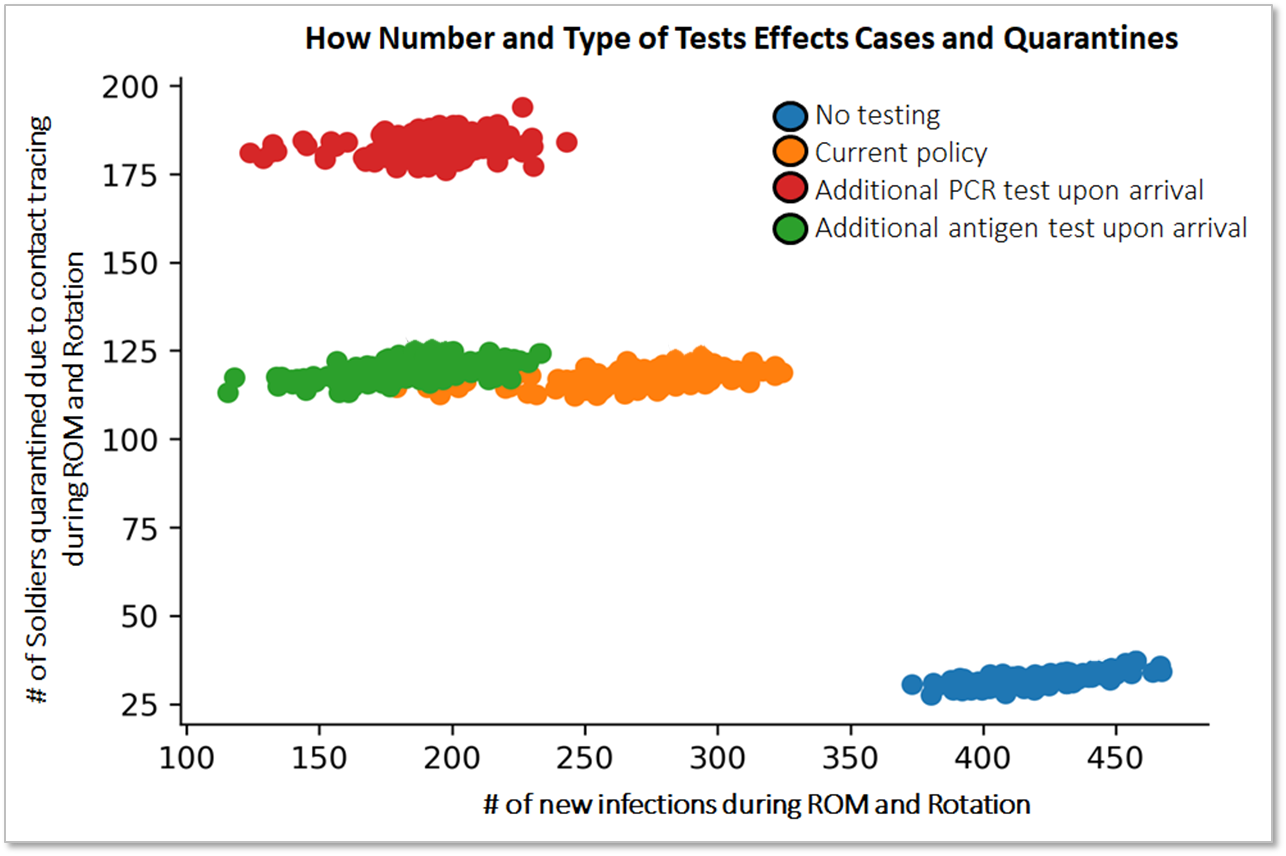 How Number and Type of Tests Effects Cases and Quarantines
# of Soldiers quarantined due to contact tracing
during ROM and Rotation
200
175
150
125
100
75
50
25
No testing
Current policy
Additional PCR test upon arrival
Additional antigen test upon arrival
100 150 200 250 300 350 400 450
# of new infections during ROM and Rotation